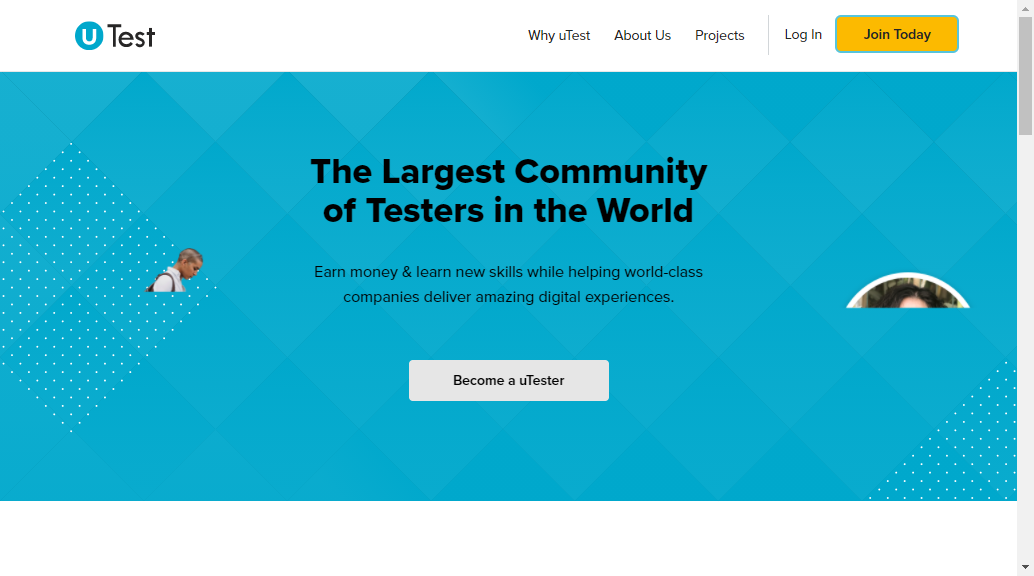 uTest
Why uTest
About Us
Projects
Log In
Join Today
The Largest Community
of Testers in the World
Earn money & learn new skills while helping world-class
companies deliver amazing digital experiences.
Become a uTester